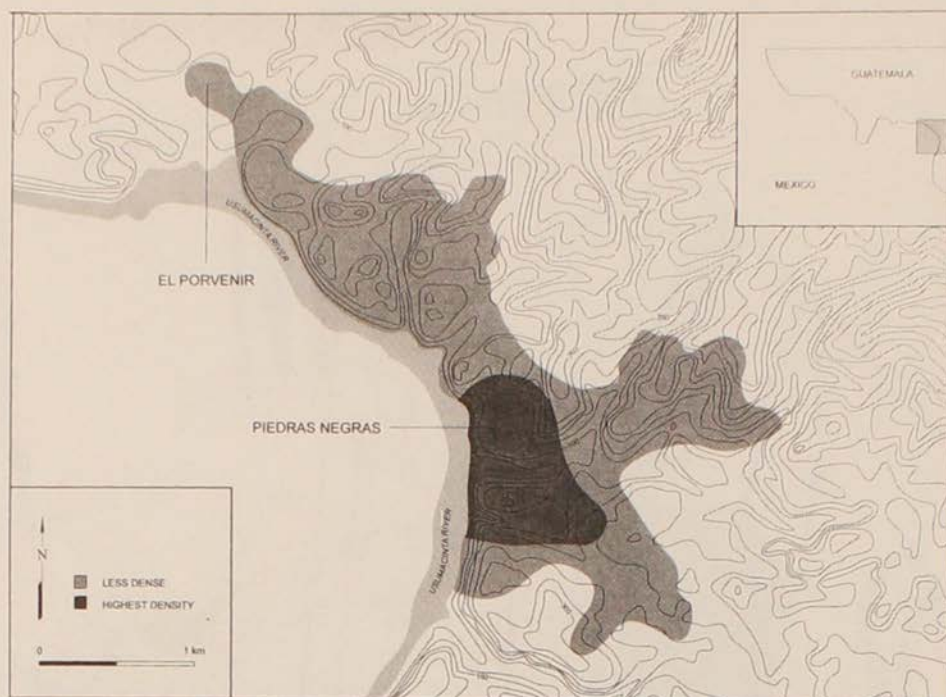 GUATEMALA
MEXICO
USUMACINTA RIVER
EL PORVENIR
PIEDRAS NEGRAS
USUMACINTA RIVER
N
LESS DENSE
HIGHEST DENSITY
0 1 km